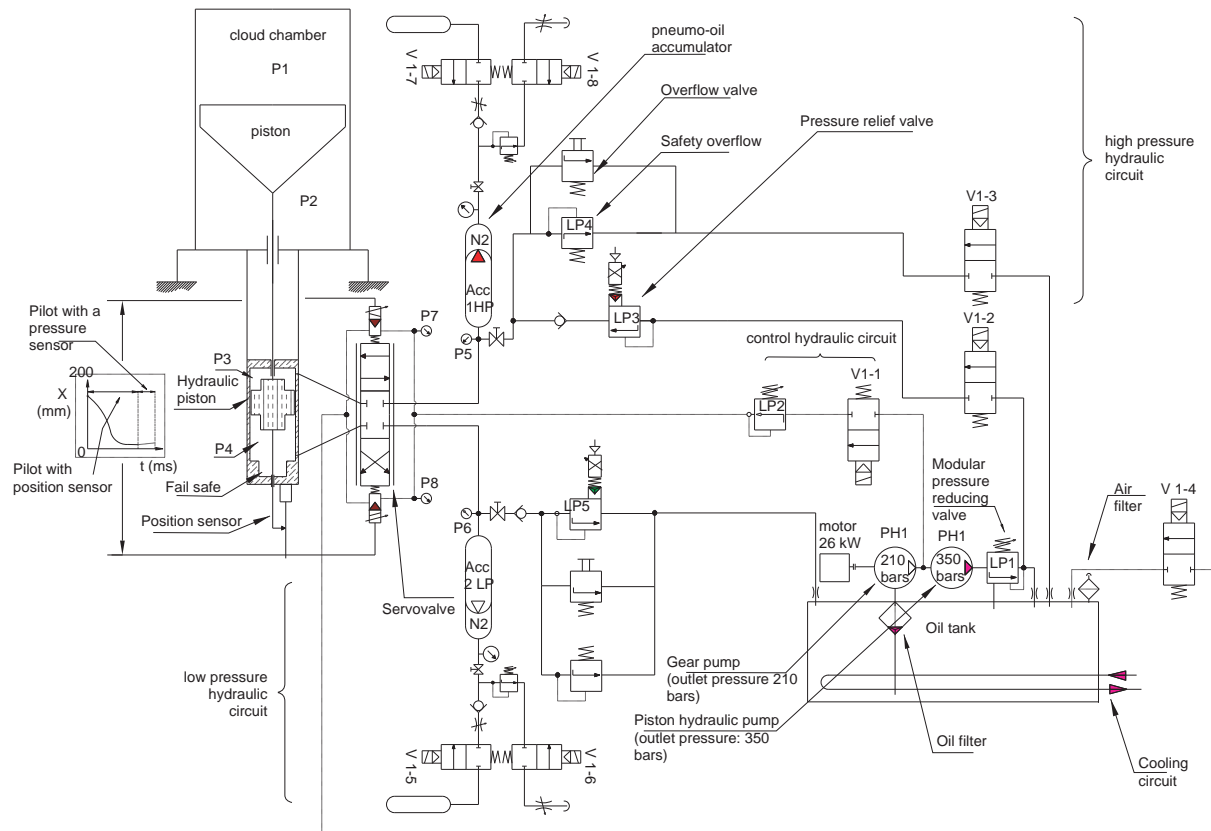 cloud chamber
P1
piston
P2
V 1-7
V 1-8
pneumo-oil
accumulator
Overflow valve
Safety overflow
Pressure relief valve
high pressure
hydraulic
circuit
V1-3
N2
LP4
Acc
1HP
LP3
P5
V1-2
control hydraulic circuit
V1-1
LP2
Pilot with a
pressure
sensor
P7
P3
200
X
(mm)
0
t (ms)
Hydraulic
piston
P4
Pilot with
position sensor
Fail safe
Position sensor
P8
P6
Servovalve
Acc
2 LP
N2
LP5
Modular
pressure
reducing
valve
Air
filter
V 1-4
motor
26 kW
PH1
PH1
210
bars
350
bars
LP1
Oil tank
low pressure
hydraulic
circuit
Gear pump
(outlet pressure 210
bars)
Piston hydraulic pump
(outlet pressure: 350
bars)
Oil filter
Cooling
circuit
V 1-5
V 1-6